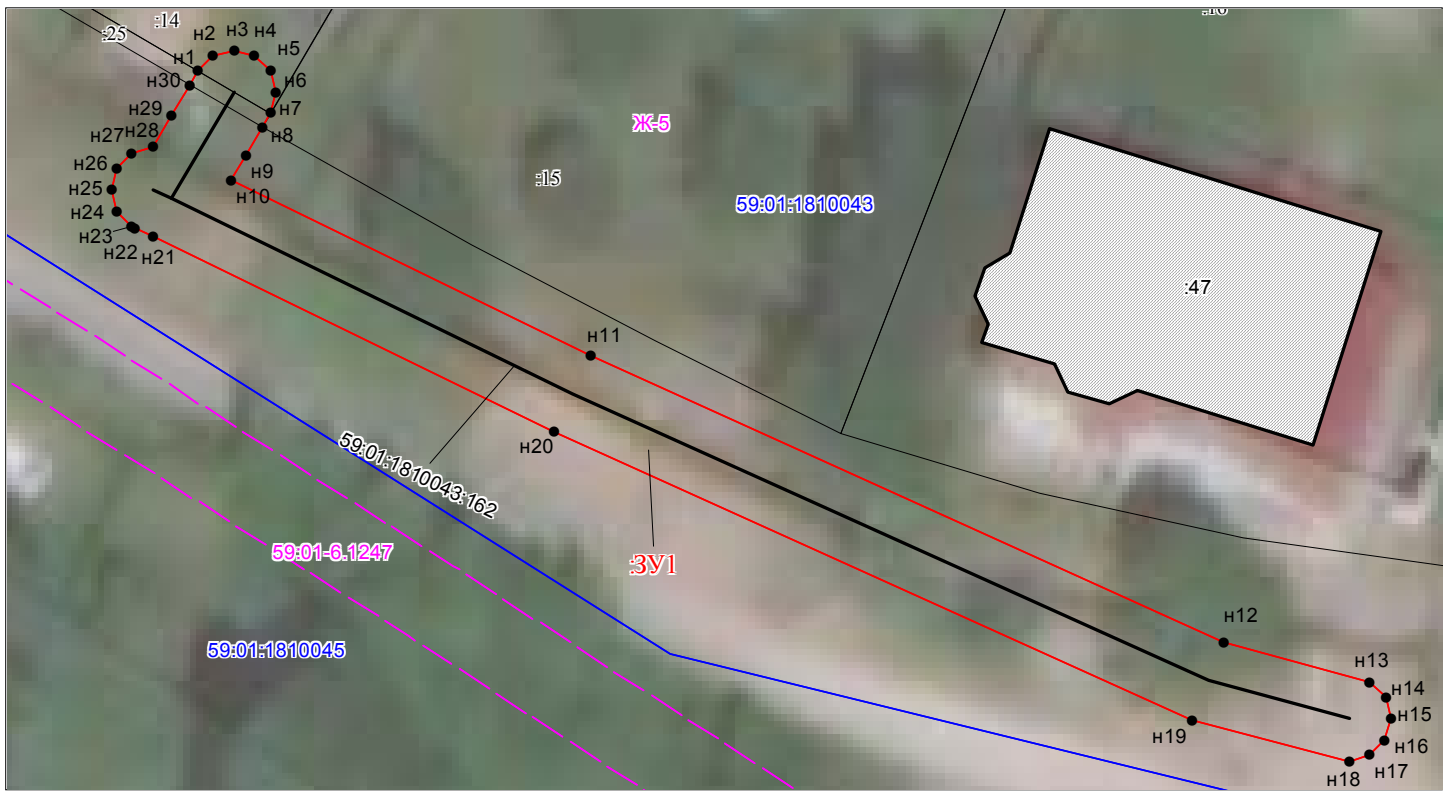 :16
:14
:25
н1
н2
н3
н4
н5
н6
н7
н8
н9
н10
н30
н29
н28
н27
н26
н25
н24
н23
н22
н21
Ж-5
:15
59:01:1810043
:47
н11
н20
59:01:1810043:162
59:01-6.1247
:ЗУ1
59:01:1810045
н12
н13
н14
н15
н16
н17
н18
н19